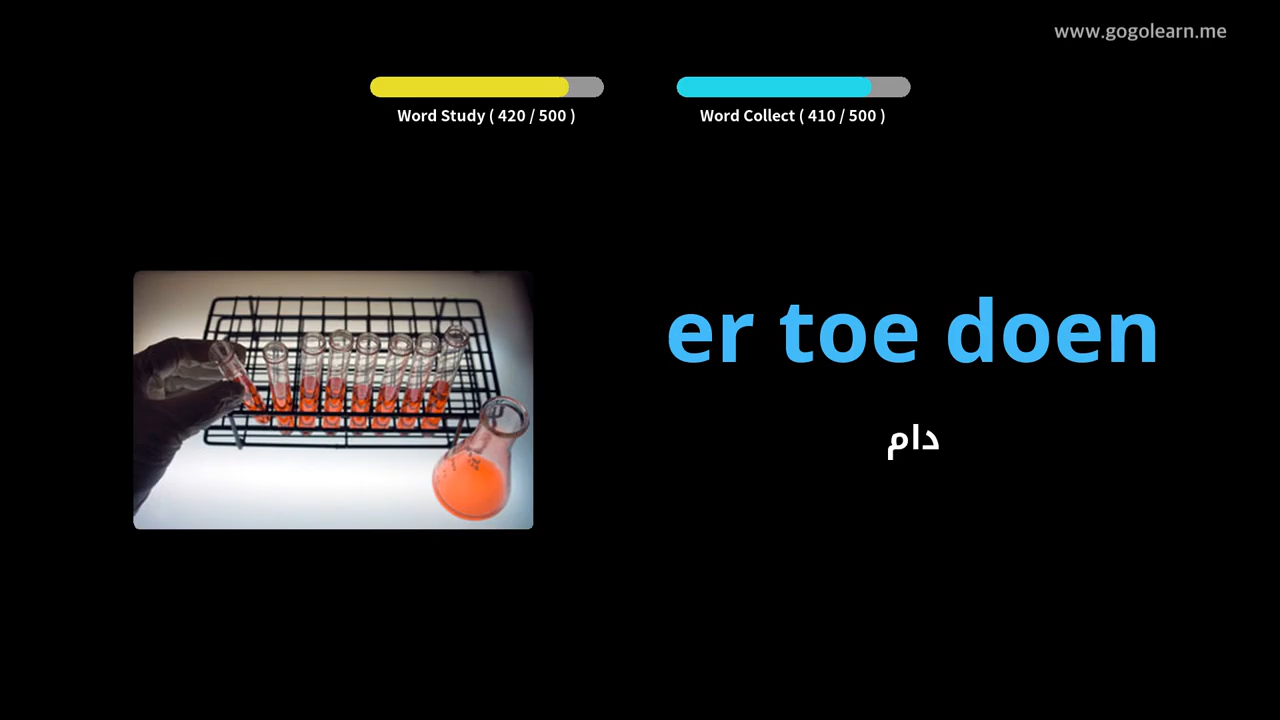 www.gogolearn.me
Word Study ( 420 / 500 )
Word Collect ( 410 / 500 )
er toe doen
دام